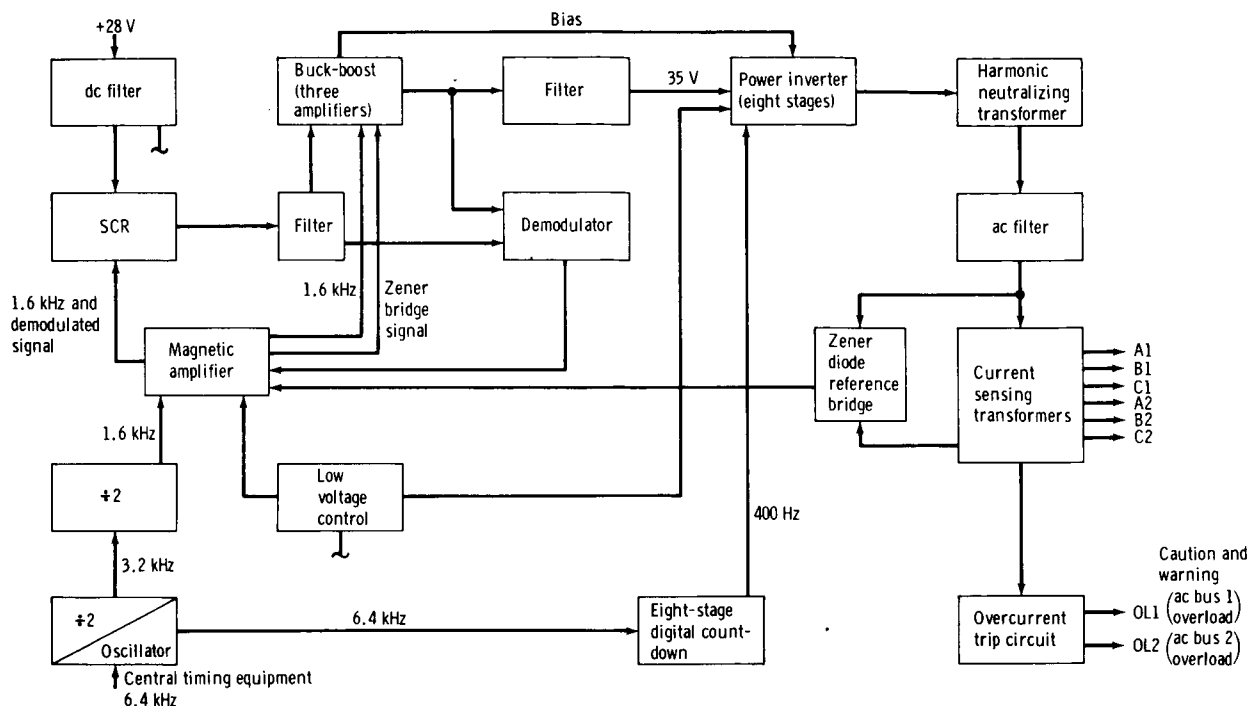 +28 V
dc filter
SCR
1.6 kHz and
demodulated
signal
Bias
Buck-boost
(three
amplifiers)
Filter
35 V
Power inverter
(eight stages)
Harmonic
neutralizing
transformer
Filter
Demodulator
ac filter
1.6 kHz
Zener
bridge
signal
Magnetic
amplifier
Zener
diode
reference
bridge
Current
sensing
transformers
A1
B1
C1
A2
B2
C2
1.6 kHz
÷2
Low
voltage
control
400 Hz
3.2 kHz
÷2
Oscillator
6.4 kHz
Eight-stage
digital count-
down
Overcurrent
trip circuit
Caution and
warning
OL1 (ac bus 1
overload)
OL2 (ac bus 2
overload)
Central timing equipment
6.4 kHz